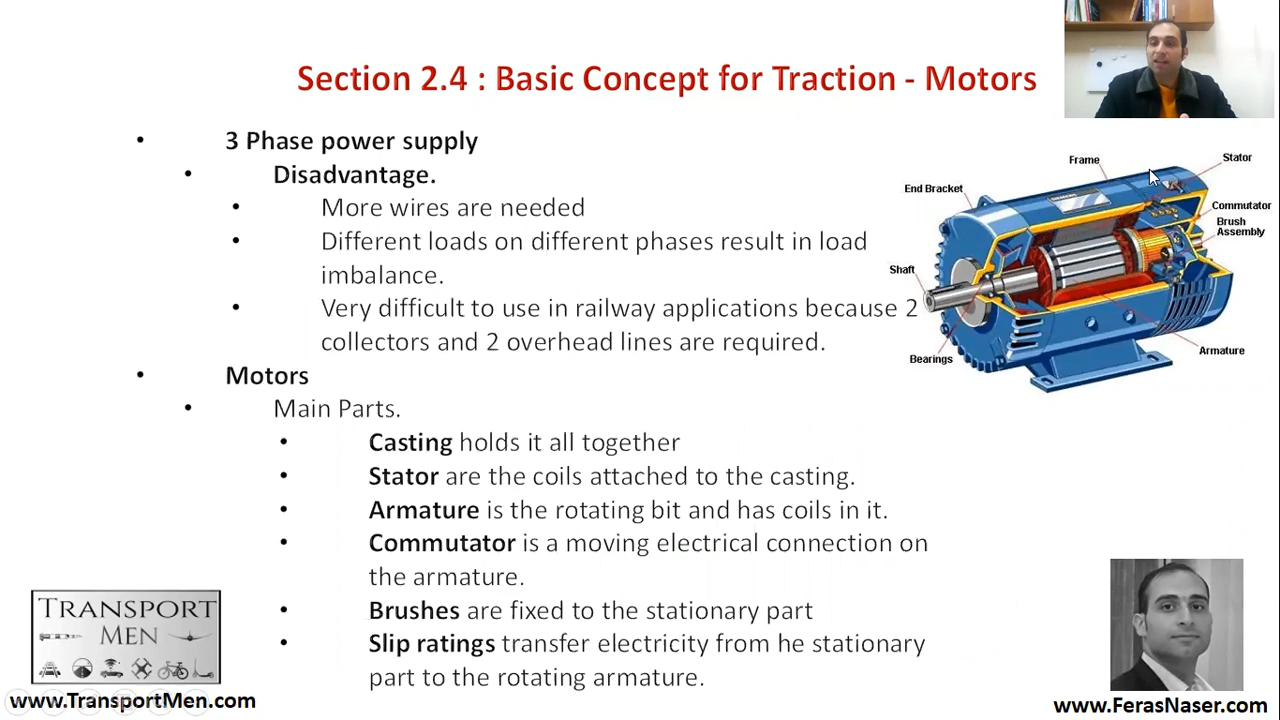 Section 2.4 : Basic Concept for Traction - Motors
• 3 Phase power supply
• Disadvantage.
• More wires are needed
• Different loads on different phases result in load
imbalance.
• Very difficult to use in railway applications because 2
collectors and 2 overhead lines are required.
• Motors
• Main Parts.
• Casting holds it all together
• Stator are the coils attached to the casting.
• Armature is the rotating bit and has coils in it.
• Commutator is a moving electrical connection on
the armature.
• Brushes are fixed to the stationary part
• Slip ratings transfer electricity from he stationary
part to the rotating armature.
Frame
Stator
End Bracket
Commutator
Brush
Assembly
Shaft
Bearings
Armature
TRANSPORT
MEN
www.TransportMen.com
www.FerasNaser.com